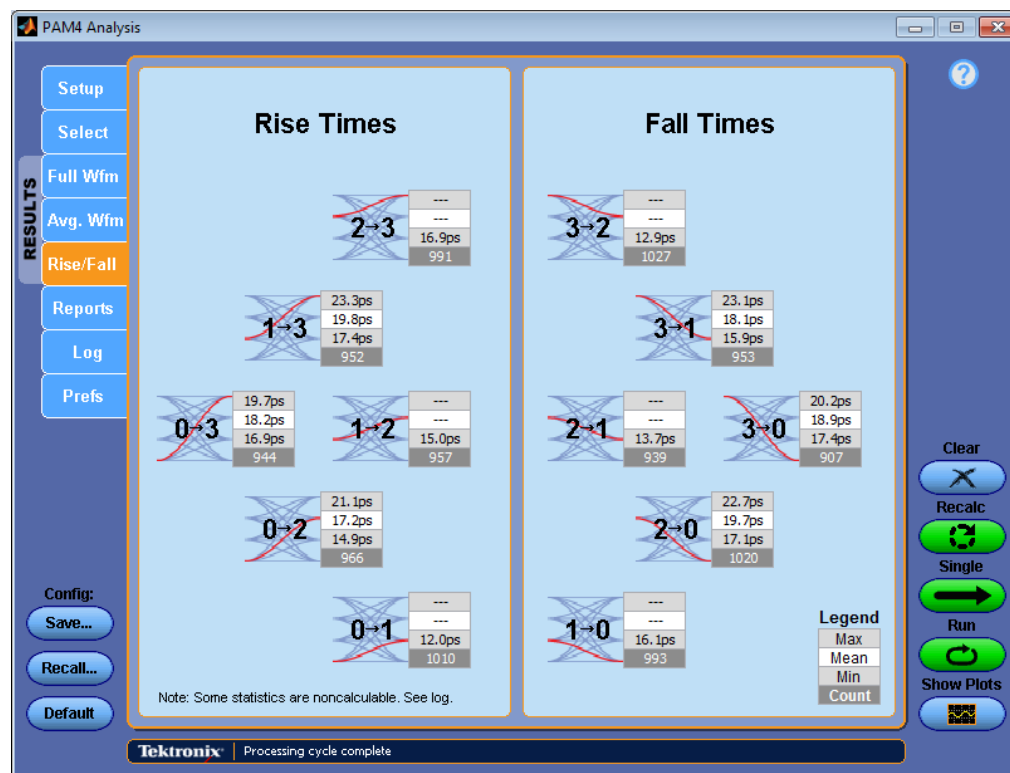 PAM4 Analysis
Setup
Select
Full Wfm
Avg. Wfm
Rise/Fall
Reports
Log
Prefs
RESULTS
Config:
Save...
Recall...
Default
Rise Times
2→3
---
---
16.9ps
991
1→3
23.3ps
19.8ps
17.4ps
952
0→3
19.7ps
18.2ps
16.9ps
944
1→2
---
---
15.0ps
957
0→2
21.1ps
17.2ps
14.9ps
966
0→1
---
---
12.0ps
1010
Note: Some statistics are noncalculable. See log.
Fall Times
3→2
---
---
12.9ps
1027
3→1
23.1ps
18.1ps
15.9ps
953
2→1
---
---
13.7ps
939
3→0
20.2ps
18.9ps
17.4ps
907
2→0
22.7ps
19.7ps
17.1ps
1020
1→0
---
---
16.1ps
993
Legend
Max
Mean
Min
Count
?
Clear
Recalc
Single
Run
Show Plots
Tektronix Processing cycle complete